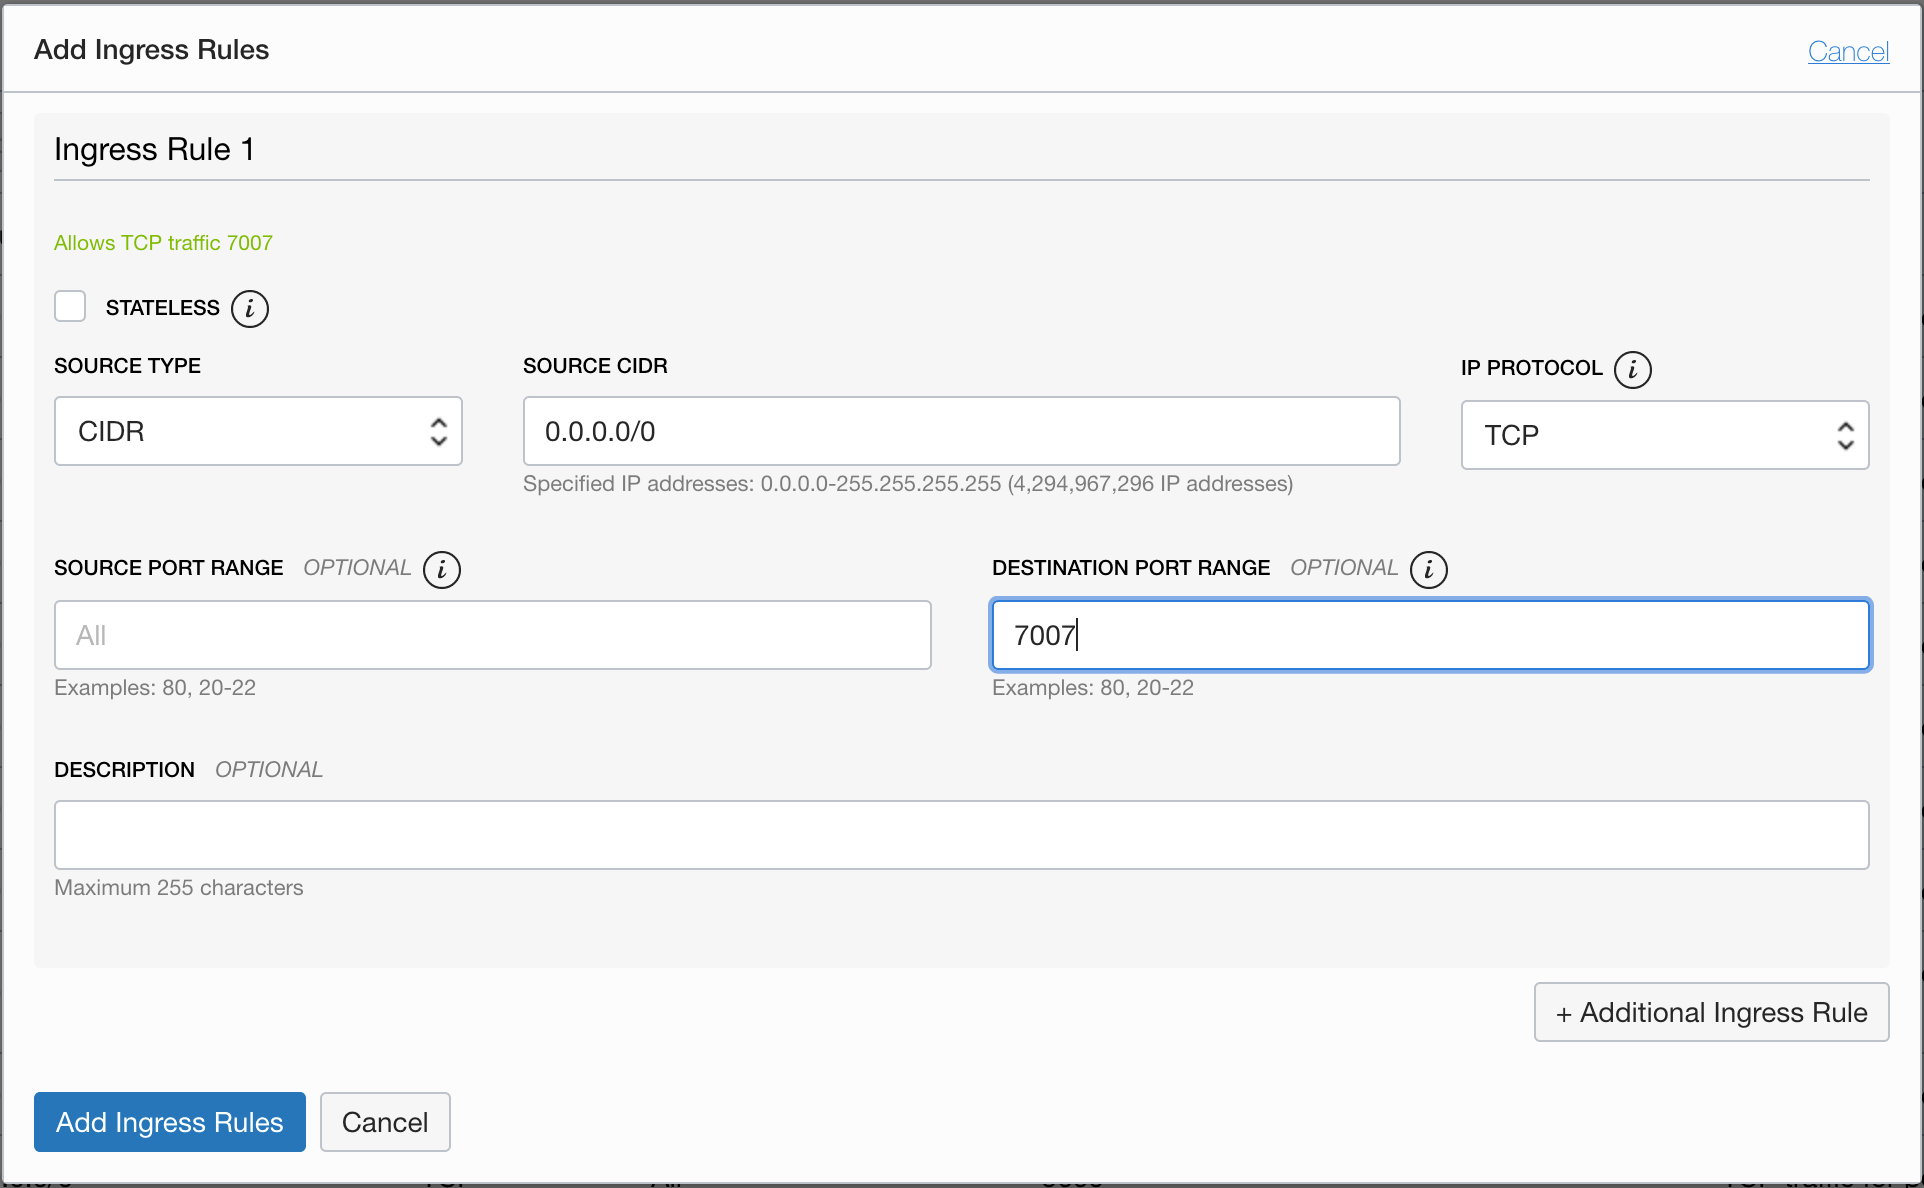 Add Ingress Rules
Cancel
Ingress Rule 1
Allows TCP traffic 7007
STATELESS i
SOURCE TYPE
SOURCE CIDR
IP PROTOCOL i
CIDR
0.0.0.0/0
TCP
Specified IP addresses: 0.0.0.0-255.255.255.255 (4,294,967,296 IP addresses)
SOURCE PORT RANGE OPTIONAL i
DESTINATION PORT RANGE OPTIONAL i
All
7007
Examples: 80, 20-22
Examples: 80, 20-22
DESCRIPTION OPTIONAL
Maximum 255 characters
+ Additional Ingress Rule
Add Ingress Rules
Cancel